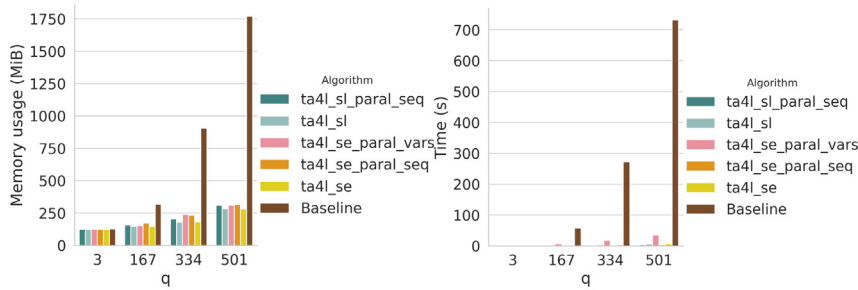 Memory usage (MiB)
1750
1500
1250
1000
750
500
250
0
3 167 334 501
q
Algorithm
ta4l_sl_paral_seq
ta4l_sl
ta4l_se_paral_vars
ta4l_se_paral_seq
ta4l_se
Baseline
Time (s)
700
600
500
400
300
200
100
0
3 167 334 501
q
Algorithm
ta4l_sl_paral_seq
ta4l_sl
ta4l_se_paral_vars
ta4l_se_paral_seq
ta4l_se
Baseline